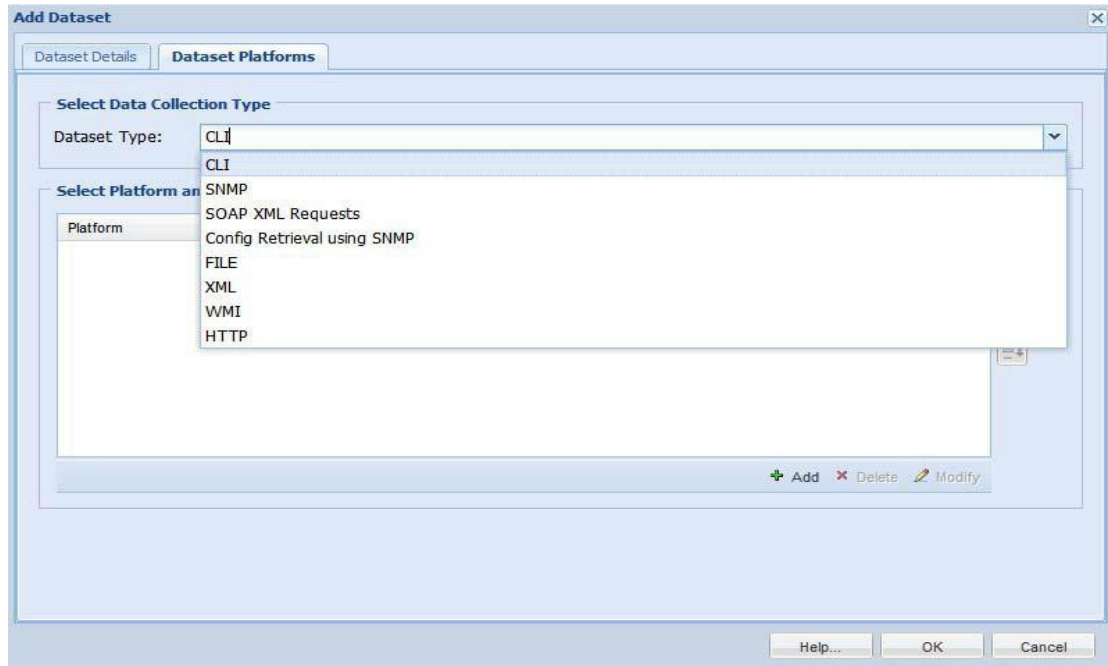 Add Dataset
Dataset Details
Dataset Platforms
Select Data Collection Type
Dataset Type:
CLI
CLI
SNMP
SOAP XML Requests
Config Retrieval using SNMP
FILE
XML
WMI
HTTP
Select Platform an
Platform
Add Delete Modify
Help... OK Cancel